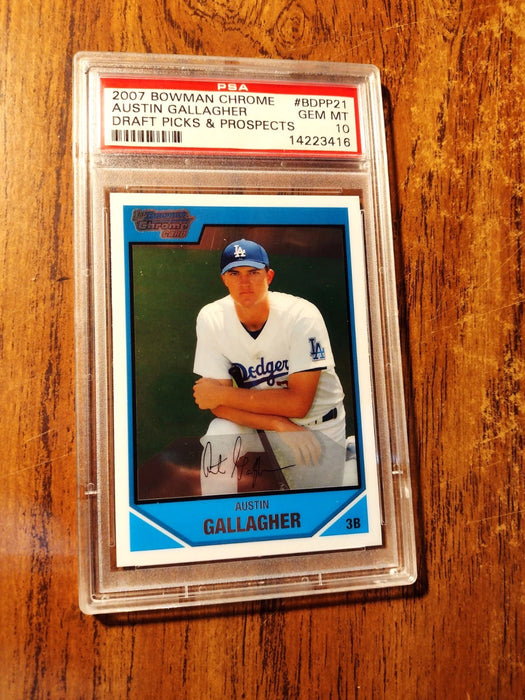 PSA
2007 BOWMAN CHROME #BDPP21
AUSTIN GALLAGHER GEM MT
DRAFT PICKS & PROSPECTS 10
14223416
Chrome
LA
Dodgers
LA
AUSTIN
GALLAGHER
3B